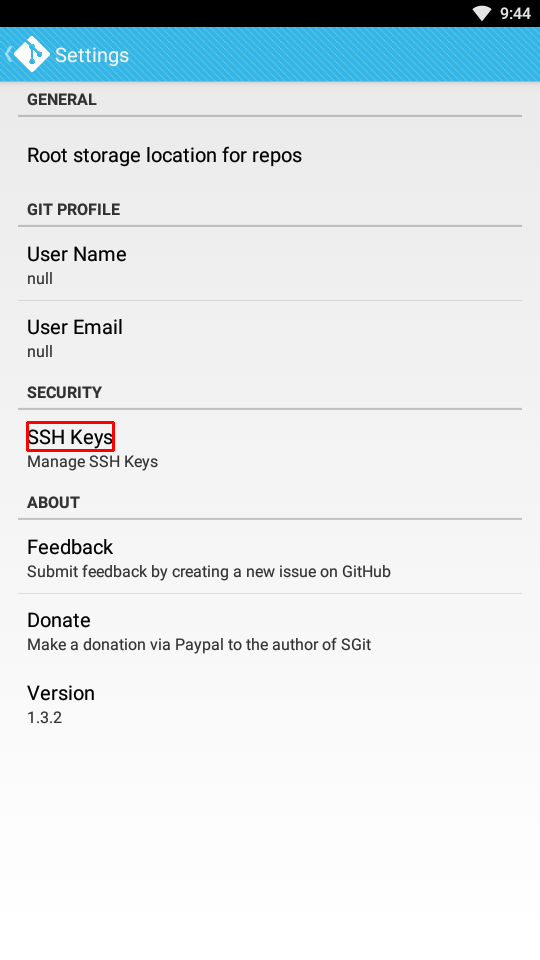 9:44
Settings
GENERAL
Root storage location for repos
GIT PROFILE
User Name
null
User Email
null
SECURITY
SSH Keys
Manage SSH Keys
ABOUT
Feedback
Submit feedback by creating a new issue on GitHub
Donate
Make a donation via Paypal to the author of SGit
Version
1.3.2